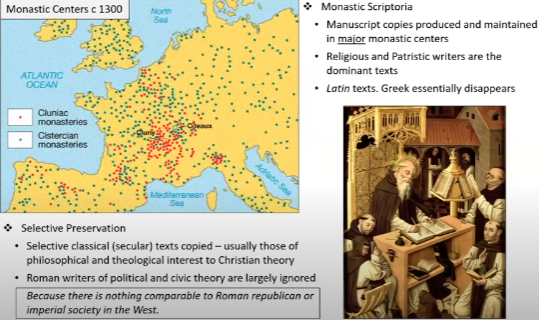 Monastic Centers c 1300
North
Sea
ATLANTIC
OCEAN
Cluniac
monasteries
Cistercian
monasteries
Cluny
Citeaux
Adriatic Sea
Mediterranean
Sea
❖ Selective Preservation
• Selective classical (secular) texts copied – usually those of
philosophical and theological interest to Christian theory
• Roman writers of political and civic theory are largely ignored
Because there is nothing comparable to Roman republican or
imperial society in the West.
❖ Monastic Scriptoria
• Manuscript copies produced and maintained
in major monastic centers
• Religious and Patristic writers are the
dominant texts
• Latin texts. Greek essentially disappears